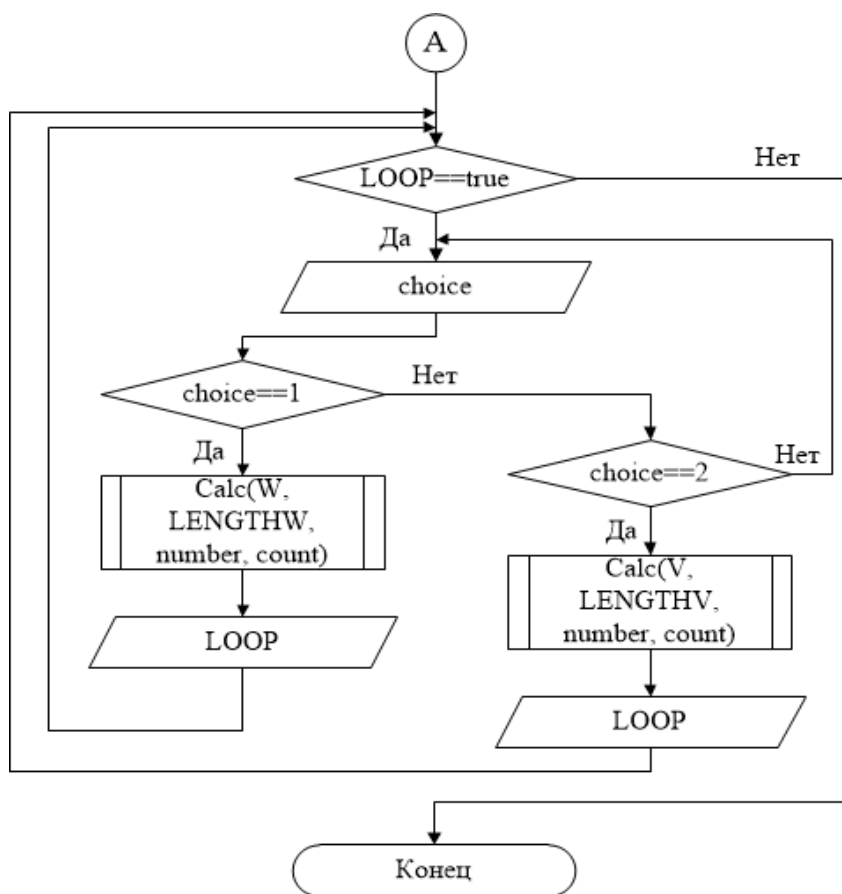 А
LOOP==true
Нет
Да
choice
choice==1
Нет
Да
choice==2
Нет
Calc(W,
LENGTHW,
number, count)
Да
Calc(V,
LENGTHV,
number, count)
LOOP
LOOP
Конец